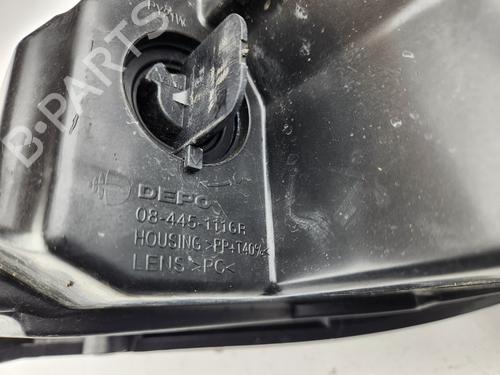 B-PARTS
DEPO
08-445-1116R
HOUSING >PP+T40%<
LENS >PC<